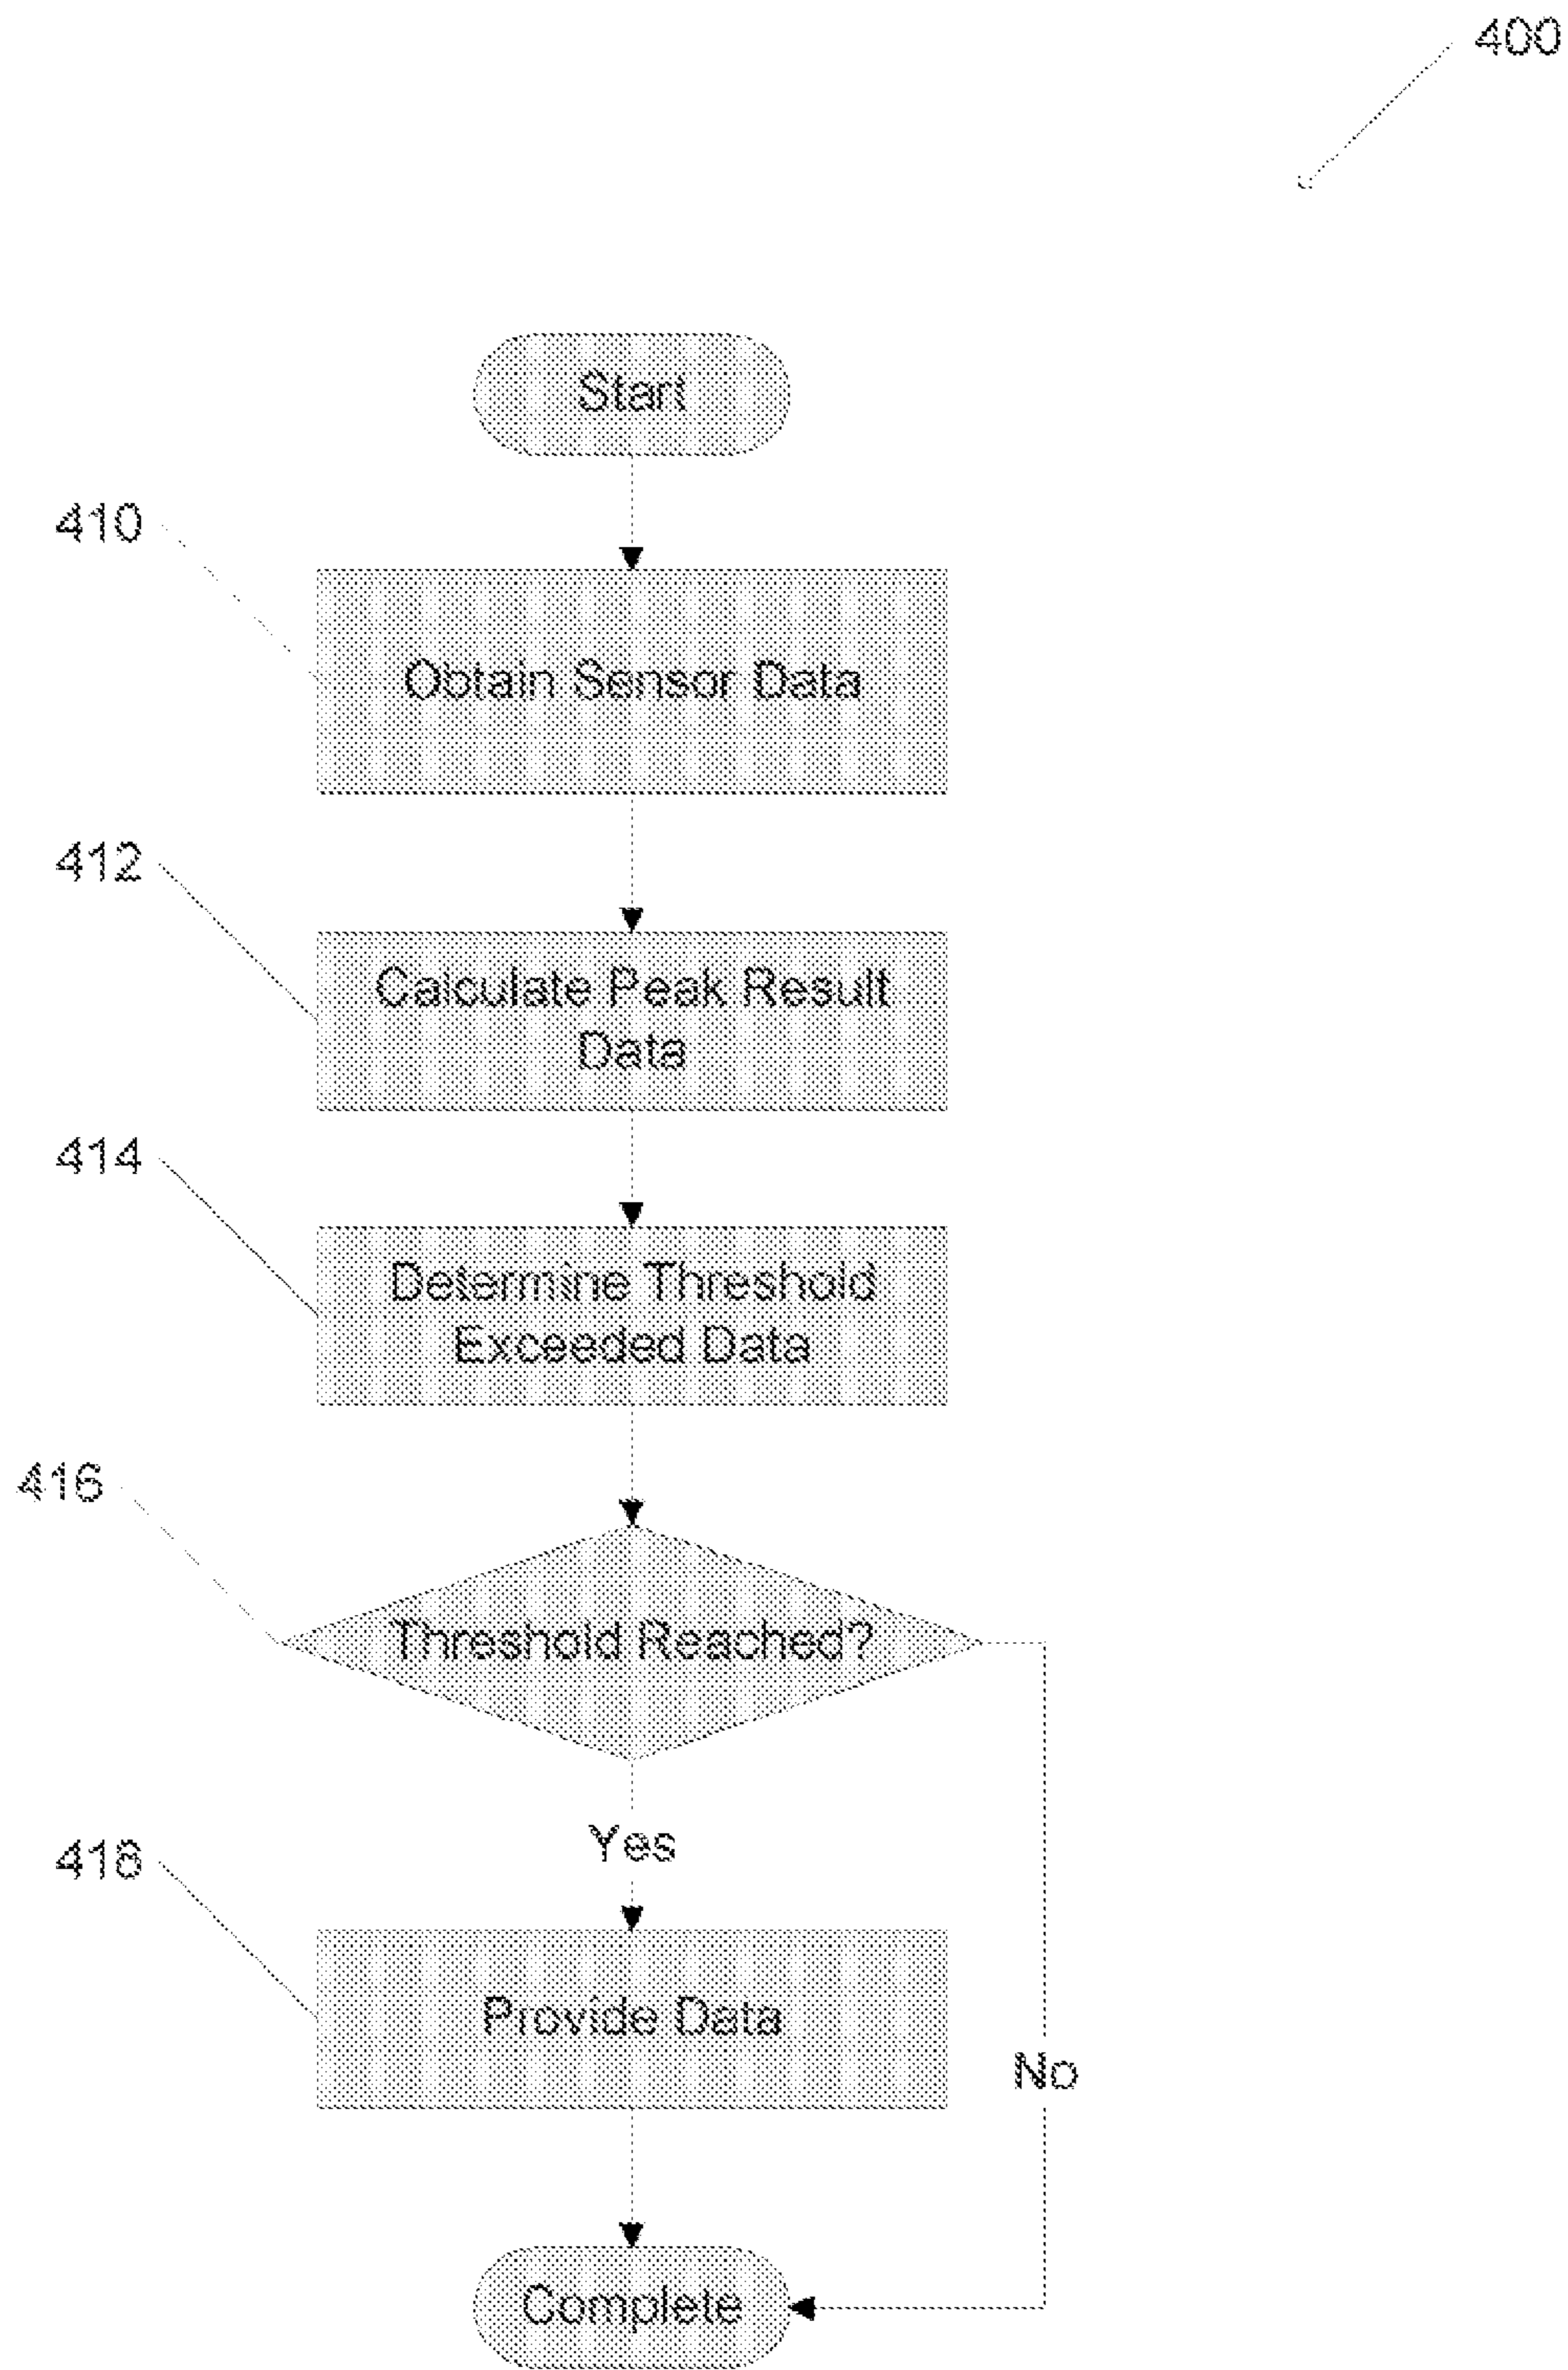 400
Start
410
Obtain Sensor Data
412
Calculate Peak Result
Data
414
Determine Threshold
Exceeded Data
416
Threshold Reached?
Yes
418
Provide Data
No
Complete